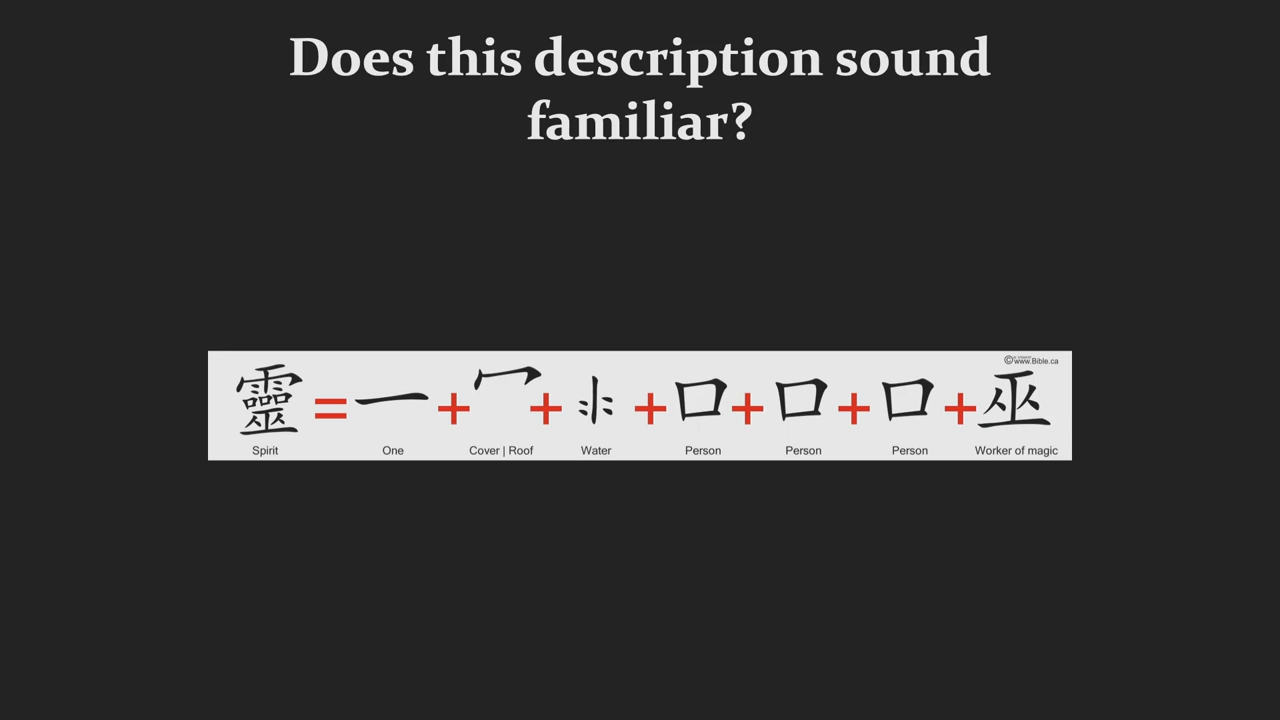 Does this description sound
familiar?
©www.Bible.ca
靈=一+冖+氺+口+口+口+巫
Spirit One Cover | Roof Water Person Person Person Worker of magic